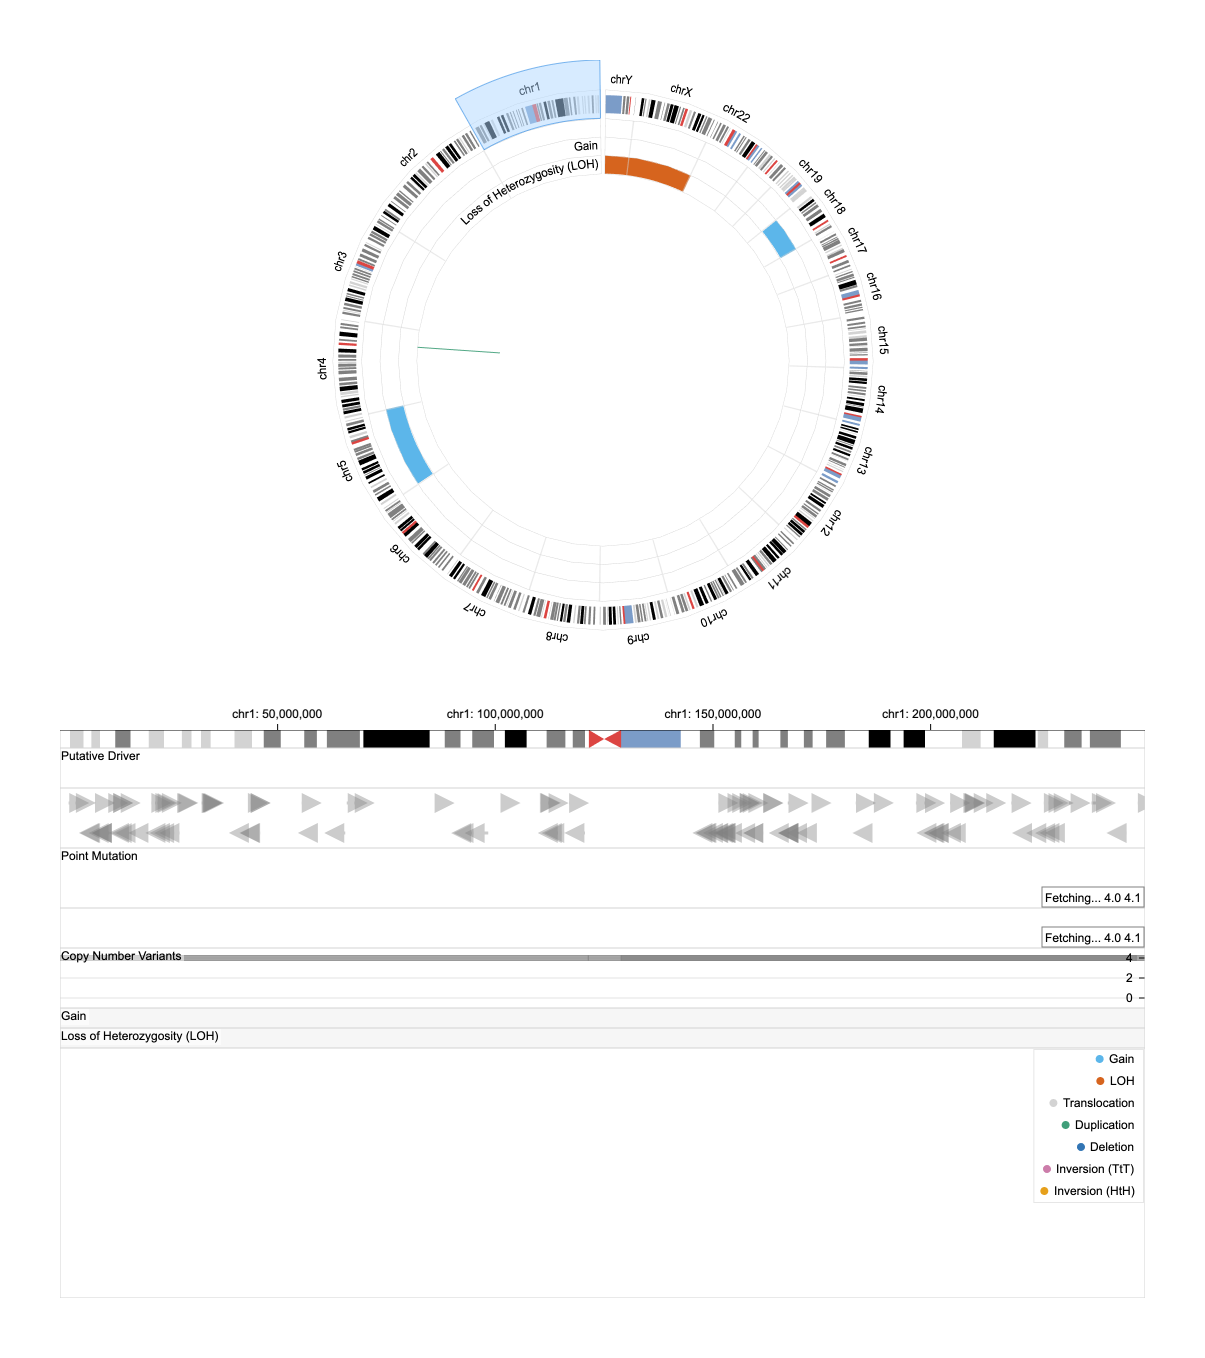 chrY
chrX
chr22
chr19
chr18
chr17
chr16
chr15
chr14
chr13
chr12
chr11
chr10
chr9
chr8
chr7
chr6
chr5
chr4
chr3
chr2
chr1
Gain
Loss of Heterozygosity (LOH)
chr1: 50,000,000 chr1: 100,000,000 chr1: 150,000,000 chr1: 200,000,000
Putative Driver
Point Mutation
Fetching... 4.0 4.1
Fetching... 4.0 4.1
Copy Number Variants
4
2
0
Gain
Loss of Heterozygosity (LOH)
Gain
LOH
Translocation
Duplication
Deletion
Inversion (TtT)
Inversion (HtH)